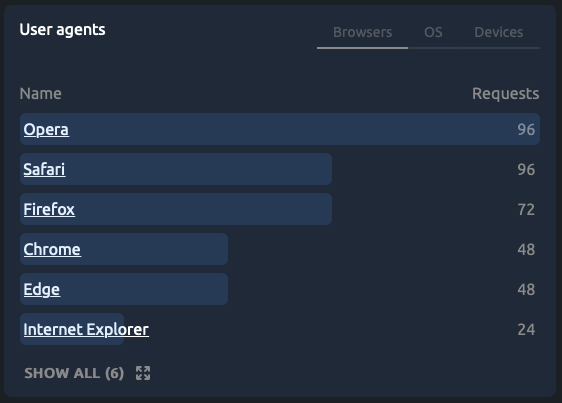 User agents
Browsers OS Devices
Name Requests
Opera 96
Safari 96
Firefox 72
Chrome 48
Edge 48
Internet Explorer 24
SHOW ALL (6)